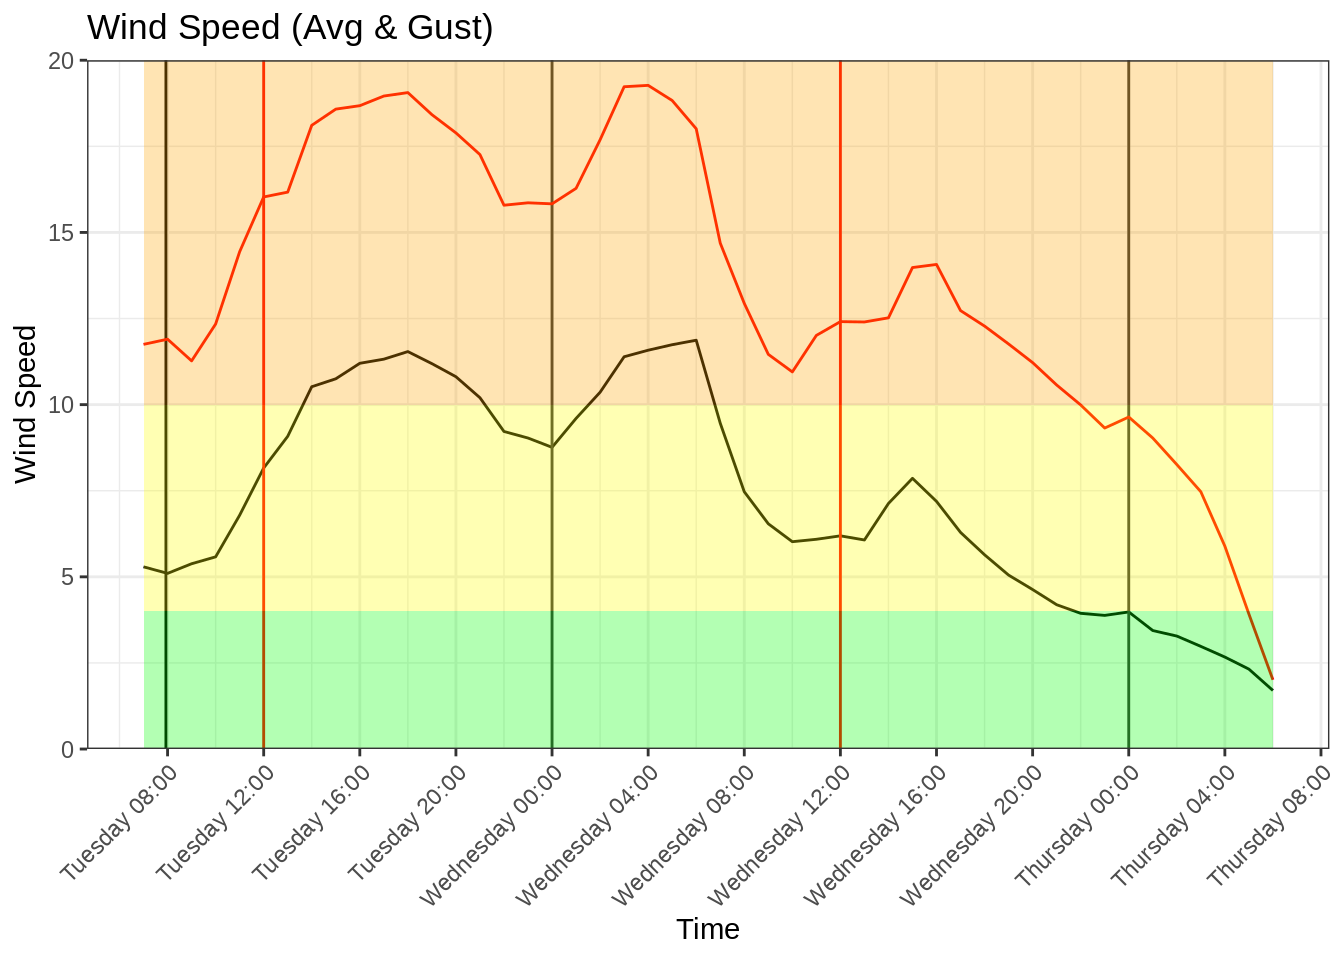 Wind Speed (Avg & Gust)
20
15
10
5
0
Wind Speed
Tuesday 08:00
Tuesday 12:00
Tuesday 16:00
Tuesday 20:00
Wednesday 00:00
Wednesday 04:00
Wednesday 08:00
Wednesday 12:00
Wednesday 16:00
Wednesday 20:00
Thursday 00:00
Thursday 04:00
Thursday 08:00
Time